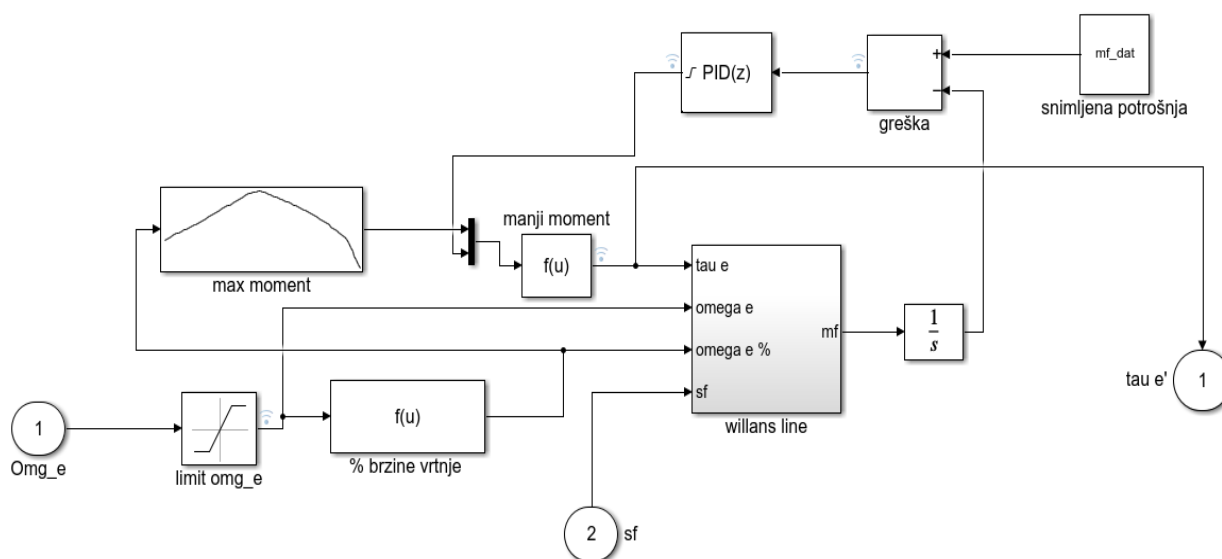 PID(z)
+
−
greška
mf_dat
snimljena potrošnja
max moment
manji moment
f(u)
tau e
omega e
omega e %
sf
mf
willans line
1
s
1
tau e'
1
Omg_e
limit omg_e
f(u)
% brzine vrtnje
2
sf